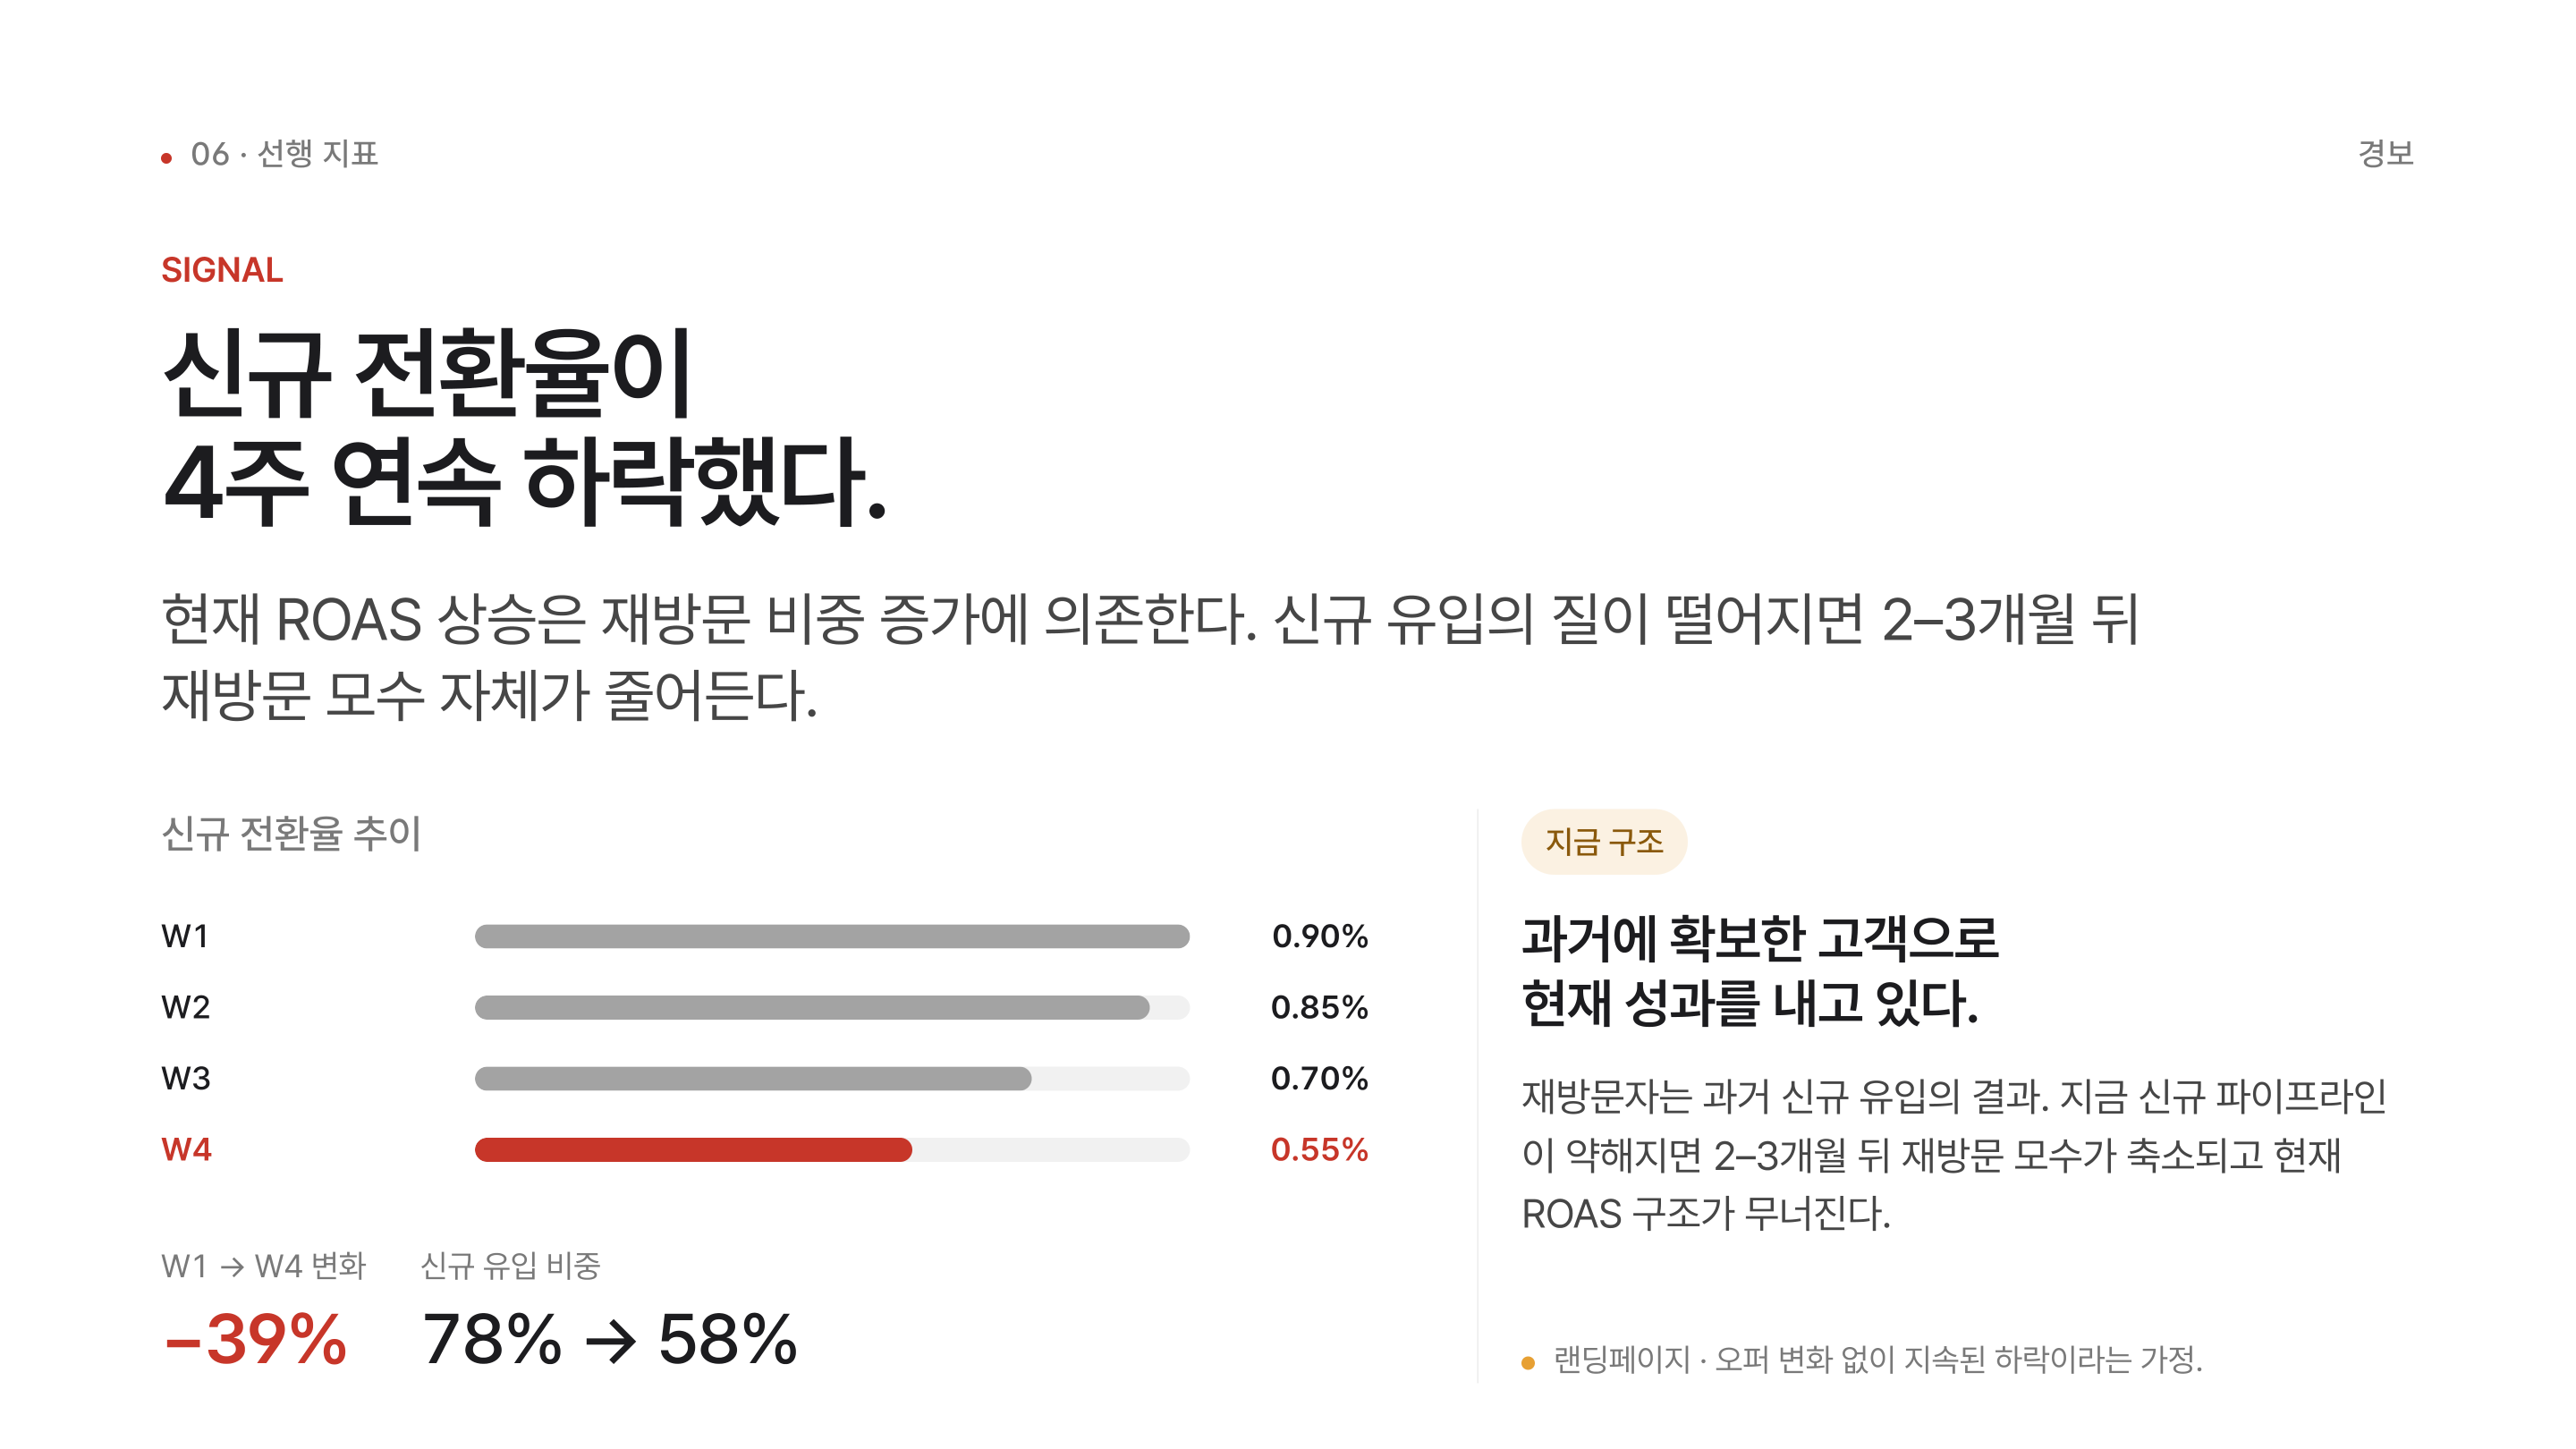 06 · 선행 지표
경보
SIGNAL
신규 전환율이
4주 연속 하락했다.
현재 ROAS 상승은 재방문 비중 증가에 의존한다. 신규 유입의 질이 떨어지면 2–3개월 뒤
재방문 모수 자체가 줄어든다.
신규 전환율 추이
W1 0.90%
W2 0.85%
W3 0.70%
W4 0.55%
W1 → W4 변화
−39%
신규 유입 비중
78% → 58%
지금 구조
과거에 확보한 고객으로
현재 성과를 내고 있다.
재방문자는 과거 신규 유입의 결과. 지금 신규 파이프라인
이 약해지면 2–3개월 뒤 재방문 모수가 축소되고 현재
ROAS 구조가 무너진다.
랜딩페이지 · 오퍼 변화 없이 지속된 하락이라는 가정.